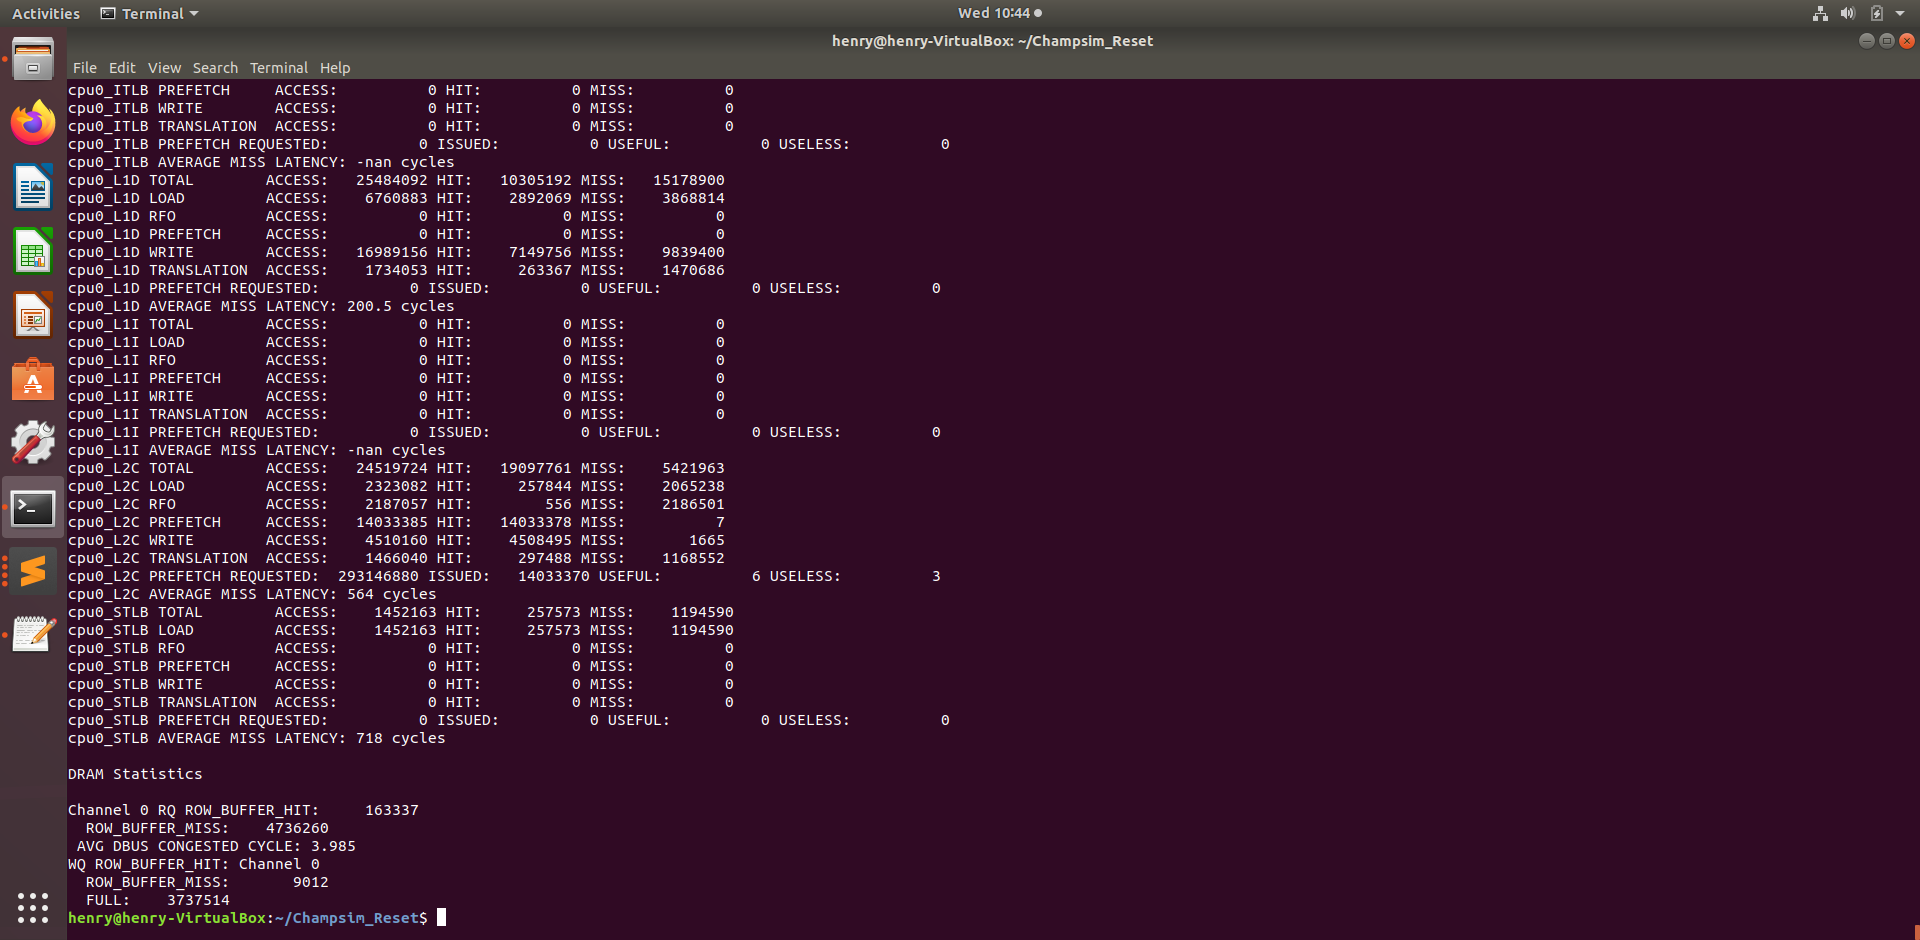 Activities Terminal Wed 10:44
henry@henry-VirtualBox: ~/Champsim_Reset
File Edit View Search Terminal Help
cpu0_ITLB PREFETCH     ACCESS:          0 HIT:          0 MISS:          0
cpu0_ITLB WRITE        ACCESS:          0 HIT:          0 MISS:          0
cpu0_ITLB TRANSLATION  ACCESS:          0 HIT:          0 MISS:          0
cpu0_ITLB PREFETCH REQUESTED:          0 ISSUED:          0 USEFUL:          0 USELESS:          0
cpu0_ITLB AVERAGE MISS LATENCY: -nan cycles
cpu0_L1D TOTAL        ACCESS:   25484092 HIT:   10305192 MISS:   15178900
cpu0_L1D LOAD         ACCESS:    6760883 HIT:    2892069 MISS:    3868814
cpu0_L1D RFO          ACCESS:          0 HIT:          0 MISS:          0
cpu0_L1D PREFETCH     ACCESS:          0 HIT:          0 MISS:          0
cpu0_L1D WRITE        ACCESS:   16989156 HIT:    7149756 MISS:    9839400
cpu0_L1D TRANSLATION  ACCESS:    1734053 HIT:     263367 MISS:    1470686
cpu0_L1D PREFETCH REQUESTED:          0 ISSUED:          0 USEFUL:          0 USELESS:          0
cpu0_L1D AVERAGE MISS LATENCY: 200.5 cycles
cpu0_L1I TOTAL        ACCESS:          0 HIT:          0 MISS:          0
cpu0_L1I LOAD         ACCESS:          0 HIT:          0 MISS:          0
cpu0_L1I RFO          ACCESS:          0 HIT:          0 MISS:          0
cpu0_L1I PREFETCH     ACCESS:          0 HIT:          0 MISS:          0
cpu0_L1I WRITE        ACCESS:          0 HIT:          0 MISS:          0
cpu0_L1I TRANSLATION  ACCESS:          0 HIT:          0 MISS:          0
cpu0_L1I PREFETCH REQUESTED:          0 ISSUED:          0 USEFUL:          0 USELESS:          0
cpu0_L1I AVERAGE MISS LATENCY: -nan cycles
cpu0_L2C TOTAL        ACCESS:   24519724 HIT:   19097761 MISS:    5421963
cpu0_L2C LOAD         ACCESS:    2323082 HIT:     257844 MISS:    2065238
cpu0_L2C RFO          ACCESS:    2187057 HIT:        556 MISS:    2186501
cpu0_L2C PREFETCH     ACCESS:   14033385 HIT:   14033378 MISS:          7
cpu0_L2C WRITE        ACCESS:    4510160 HIT:    4508495 MISS:       1665
cpu0_L2C TRANSLATION  ACCESS:    1466040 HIT:     297488 MISS:    1168552
cpu0_L2C PREFETCH REQUESTED:  293146880 ISSUED:   14033370 USEFUL:          6 USELESS:          3
cpu0_L2C AVERAGE MISS LATENCY: 564 cycles
cpu0_STLB TOTAL        ACCESS:    1452163 HIT:     257573 MISS:    1194590
cpu0_STLB LOAD         ACCESS:    1452163 HIT:     257573 MISS:    1194590
cpu0_STLB RFO          ACCESS:          0 HIT:          0 MISS:          0
cpu0_STLB PREFETCH     ACCESS:          0 HIT:          0 MISS:          0
cpu0_STLB WRITE        ACCESS:          0 HIT:          0 MISS:          0
cpu0_STLB TRANSLATION  ACCESS:          0 HIT:          0 MISS:          0
cpu0_STLB PREFETCH REQUESTED:          0 ISSUED:          0 USEFUL:          0 USELESS:          0
cpu0_STLB AVERAGE MISS LATENCY: 718 cycles
DRAM Statistics
Channel 0 RQ ROW_BUFFER_HIT:     163337
  ROW_BUFFER_MISS:    4736260
 AVG DBUS CONGESTED CYCLE: 3.985
WQ ROW_BUFFER_HIT: Channel 0
  ROW_BUFFER_MISS:       9012
  FULL:    3737514
henry@henry-VirtualBox:~/Champsim_Reset$